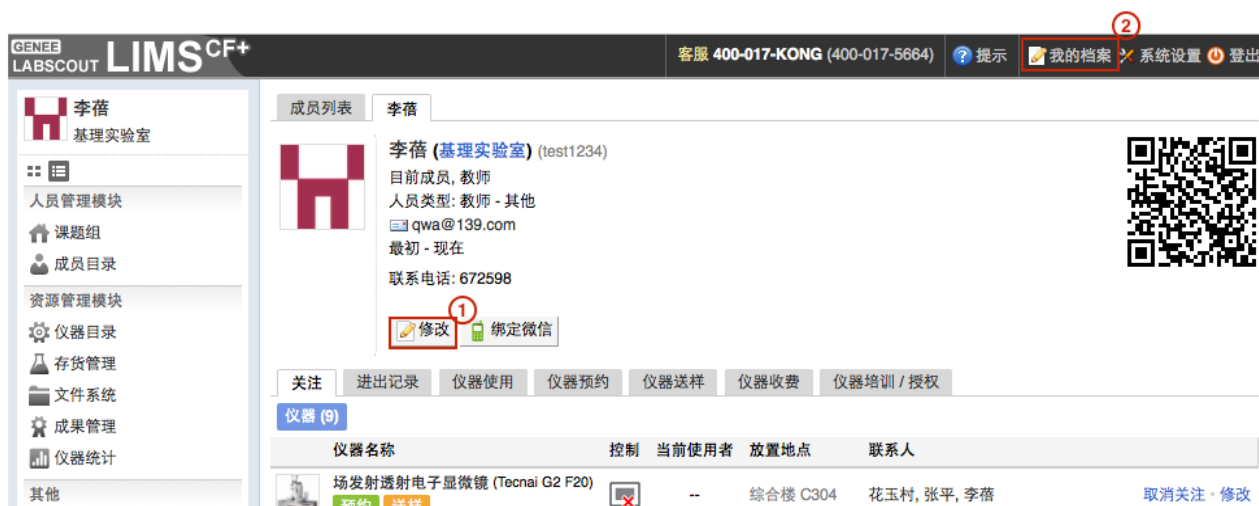 ②
GENEE
LABSCOUT LIMS CF+
客服 400-017-KONG (400-017-5664) 提示 我的档案 系统设置 登出
李蓓
基理实验室
成员列表 李蓓
李蓓 (基理实验室) (test1234)
目前成员, 教师
人员类型: 教师 - 其他
qwa@139.com
最初 - 现在
联系电话: 672598
①
修改 绑定微信
人员管理模块
课题组
成员目录
资源管理模块
仪器目录
存货管理
文件系统
成果管理
仪器统计
其他
关注 进出记录 仪器使用 仪器预约 仪器送样 仪器收费 仪器培训 / 授权
仪器 (9)
仪器名称 控制 当前使用者 放置地点 联系人
场发射透射电子显微镜 (Tecnai G2 F20)
预约 送样
-- 综合楼 C304 花玉村, 张平, 李蓓 取消关注 · 修改